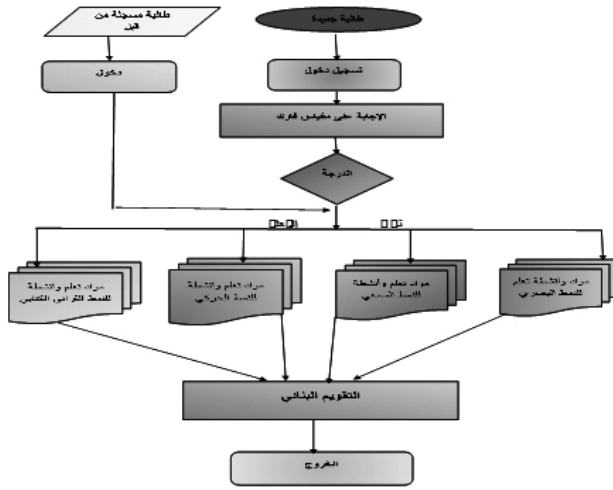 طالبة جديدة
طالبة مسجلة من
قبل
تسجيل دخول
دخول
الإجابة على مقياس فارك
الدرجة
مواد وأنشطة تعلم
للنمط البصري
مواد تعلم وأنشطة
للنمط السمعي
مواد تعلم وأنشطة
للنمط الحركي
مواد تعلم وأنشطة
للنمط القرائي الكتابي
التقويم البنائي
الخروج